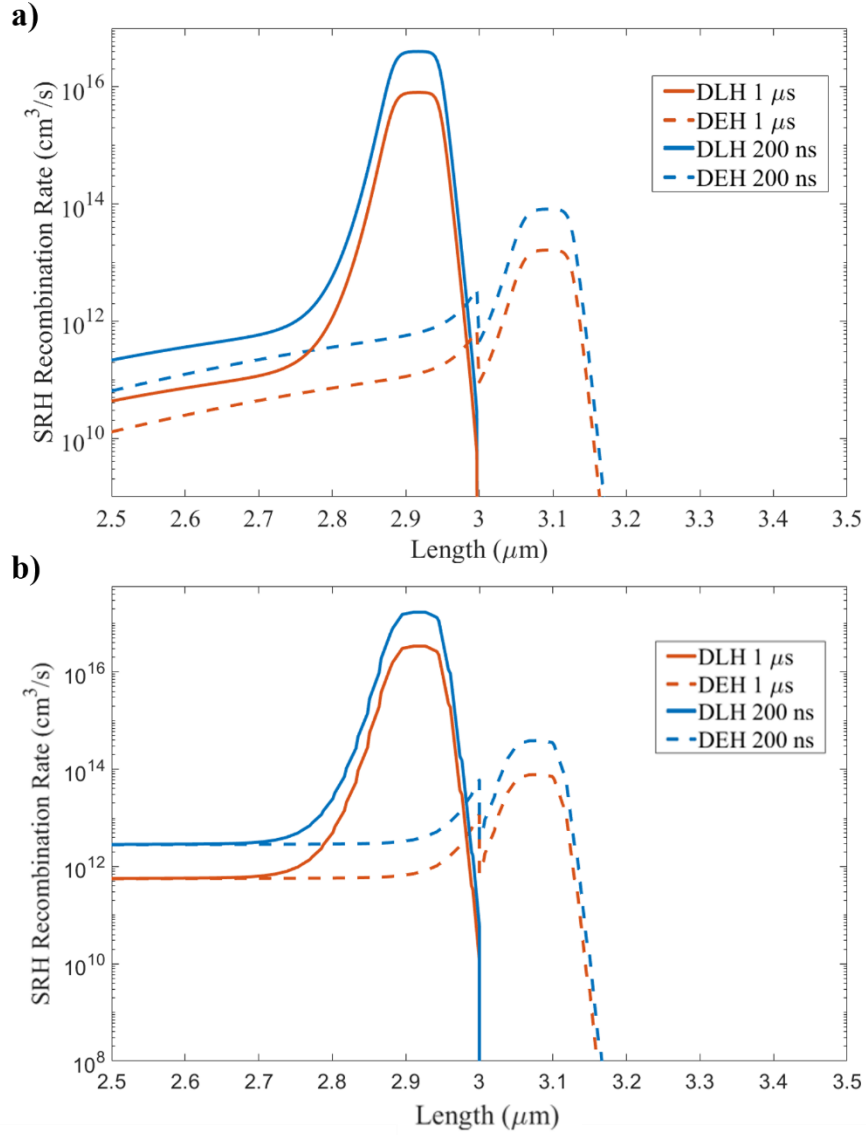 a)
SRH Recombination Rate (cm³/s)
10¹⁶
10¹⁴
10¹²
10¹⁰
DLH 1 μs
DEH 1 μs
DLH 200 ns
DEH 200 ns
2.5 2.6 2.7 2.8 2.9 3 3.1 3.2 3.3 3.4 3.5
Length (μm)
b)
SRH Recombination Rate (cm³/s)
10¹⁶
10¹⁴
10¹²
10¹⁰
10⁸
DLH 1 μs
DEH 1 μs
DLH 200 ns
DEH 200 ns
2.5 2.6 2.7 2.8 2.9 3 3.1 3.2 3.3 3.4 3.5
Length (μm)